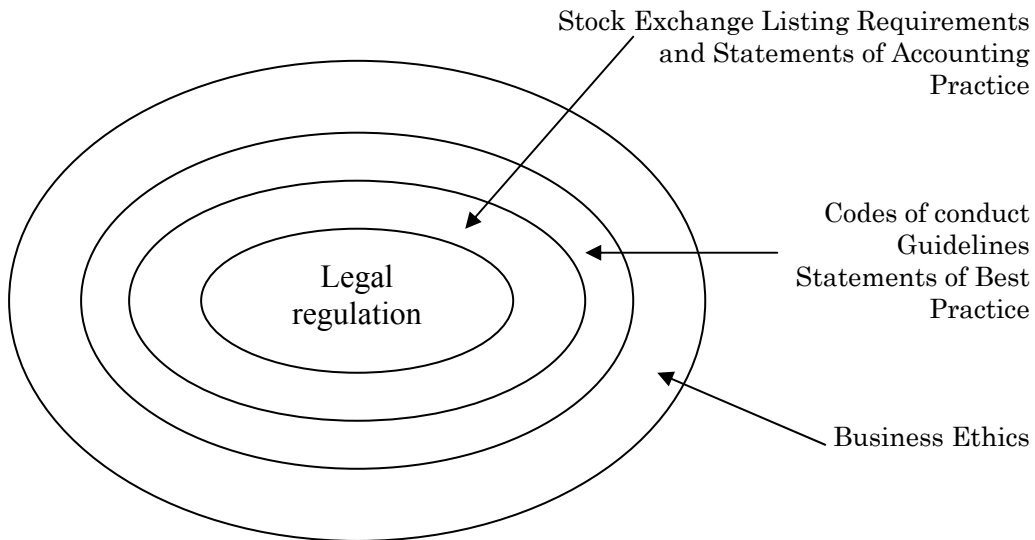 Stock Exchange Listing Requirements
and Statements of Accounting
Practice
Codes of conduct
Guidelines
Statements of Best
Practice
Legal
regulation
Business Ethics